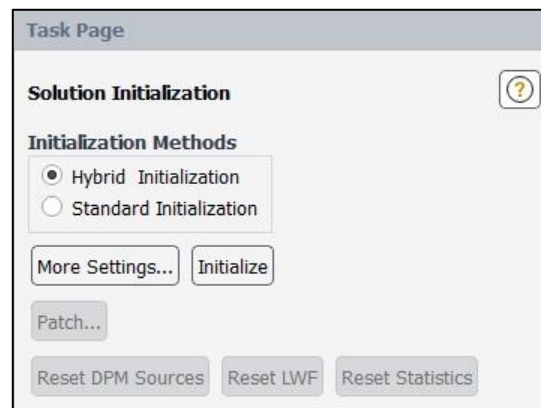 Task Page
Solution Initialization
?
Initialization Methods
Hybrid Initialization
Standard Initialization
More Settings... Initialize
Patch...
Reset DPM Sources Reset LWF Reset Statistics